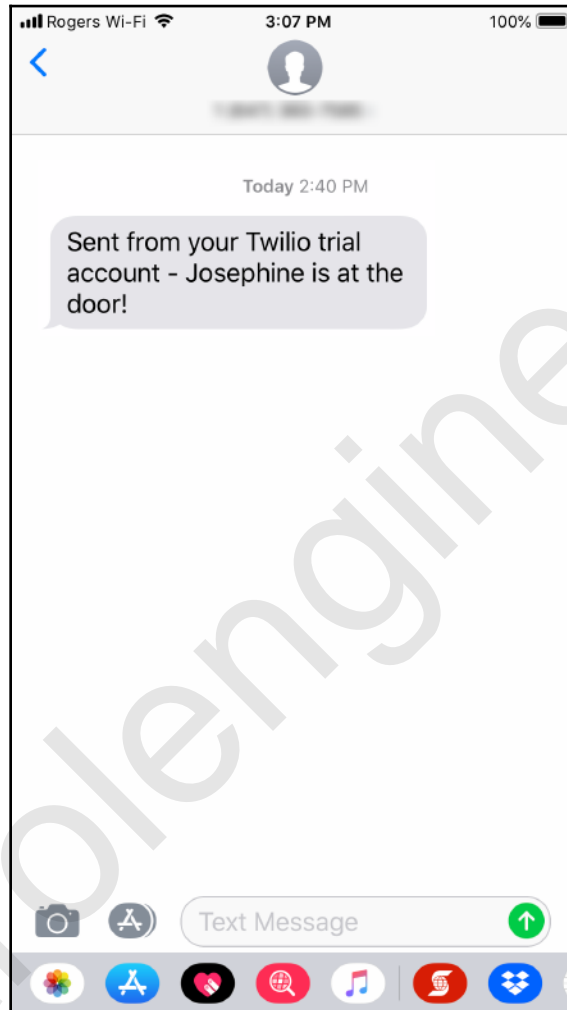 Rogers Wi-Fi 3:07 PM 100%
Today 2:40 PM
Sent from your Twilio trial
account - Josephine is at the
door!
Text Message